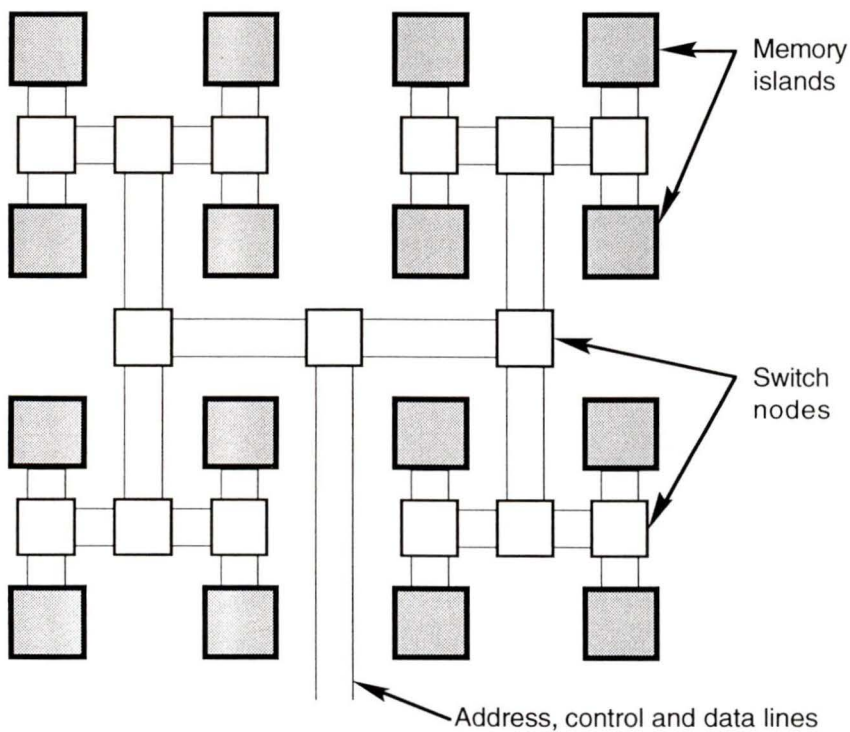 Memory
islands
Switch
nodes
Address, control and data lines